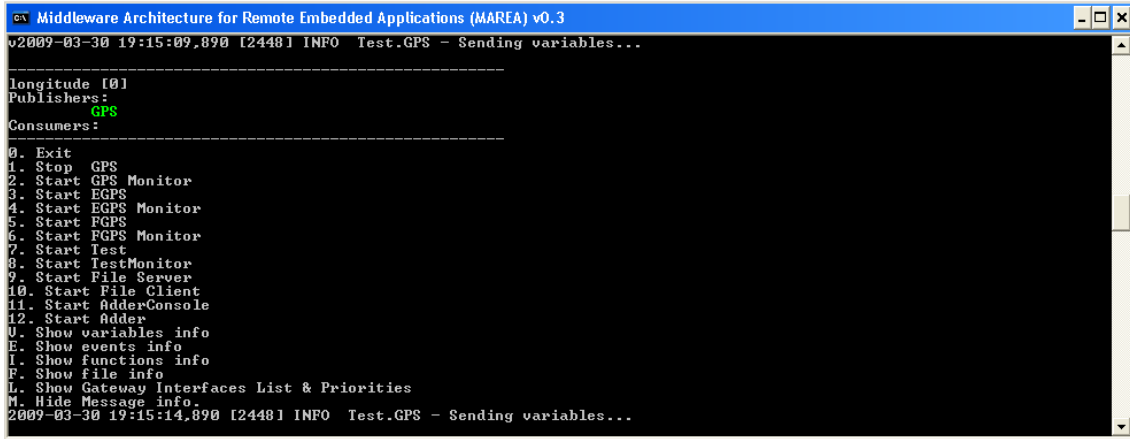 Middleware Architecture for Remote Embedded Applications (MAREA) v0.3
v2009-03-30 19:15:09,890 [2448] INFO  Test.GPS - Sending variables...
longitude [0]
Publishers:
GPS
Consumers:
0. Exit
1. Stop  GPS
2. Start GPS Monitor
3. Start EGPS
4. Start EGPS Monitor
5. Start FGPS
6. Start FGPS Monitor
7. Start Test
8. Start TestMonitor
9. Start File Server
10. Start File Client
11. Start AdderConsole
12. Start Adder
V. Show variables info
E. Show events info
I. Show functions info
F. Show file info
L. Show Gateway Interfaces List & Priorities
M. Hide Message info.
2009-03-30 19:15:14,890 [2448] INFO  Test.GPS - Sending variables...